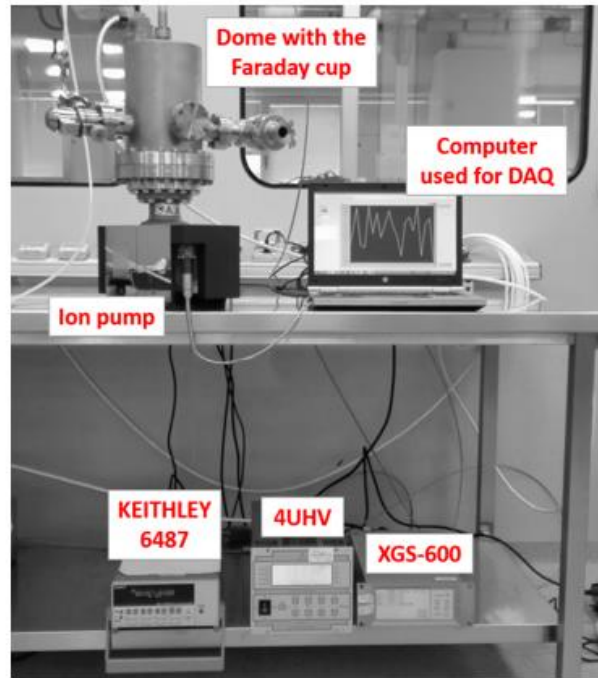 Dome with the
Faraday cup
Computer
used for DAQ
Ion pump
KEITHLEY
6487
4UHV
XGS-600